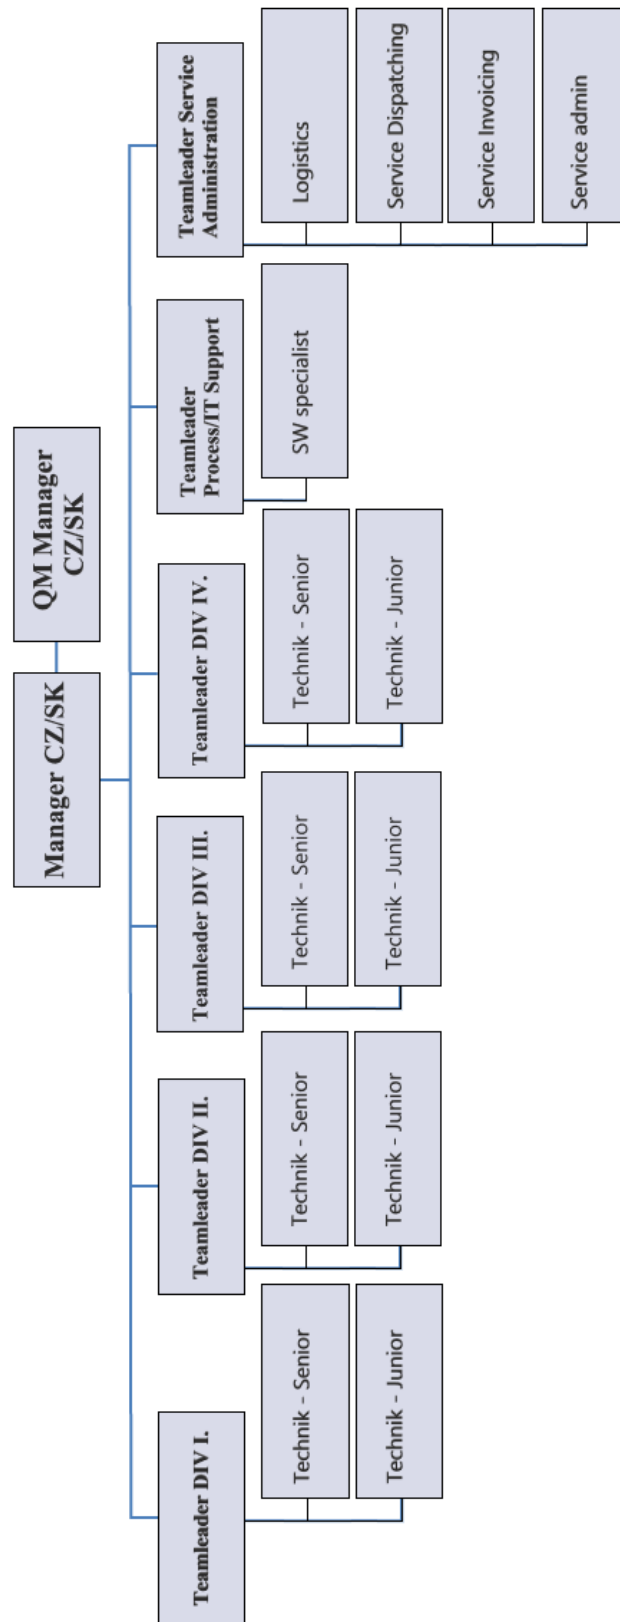 Manager CZ/SK
QM Manager
CZ/SK
Teamleader DIV I.
Technik - Senior
Technik - Junior
Teamleader DIV II.
Technik - Senior
Technik - Junior
Teamleader DIV III.
Technik - Senior
Technik - Junior
Teamleader DIV IV.
Technik - Senior
Technik - Junior
Teamleader
Process/IT Support
SW specialist
Teamleader Service
Administration
Logistics
Service Dispatching
Service Invoicing
Service admin